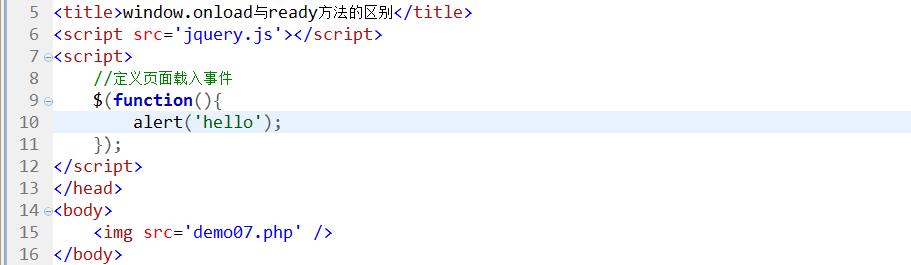 5 <title>window.onload与ready方法的区别</title>
6 <script src='jquery.js'></script>
7 <script>
8 //定义页面载入事件
9 $(function(){
10 alert('hello');
11 });
12 </script>
13 </head>
14 <body>
15 <img src='demo07.php' />
16 </body>